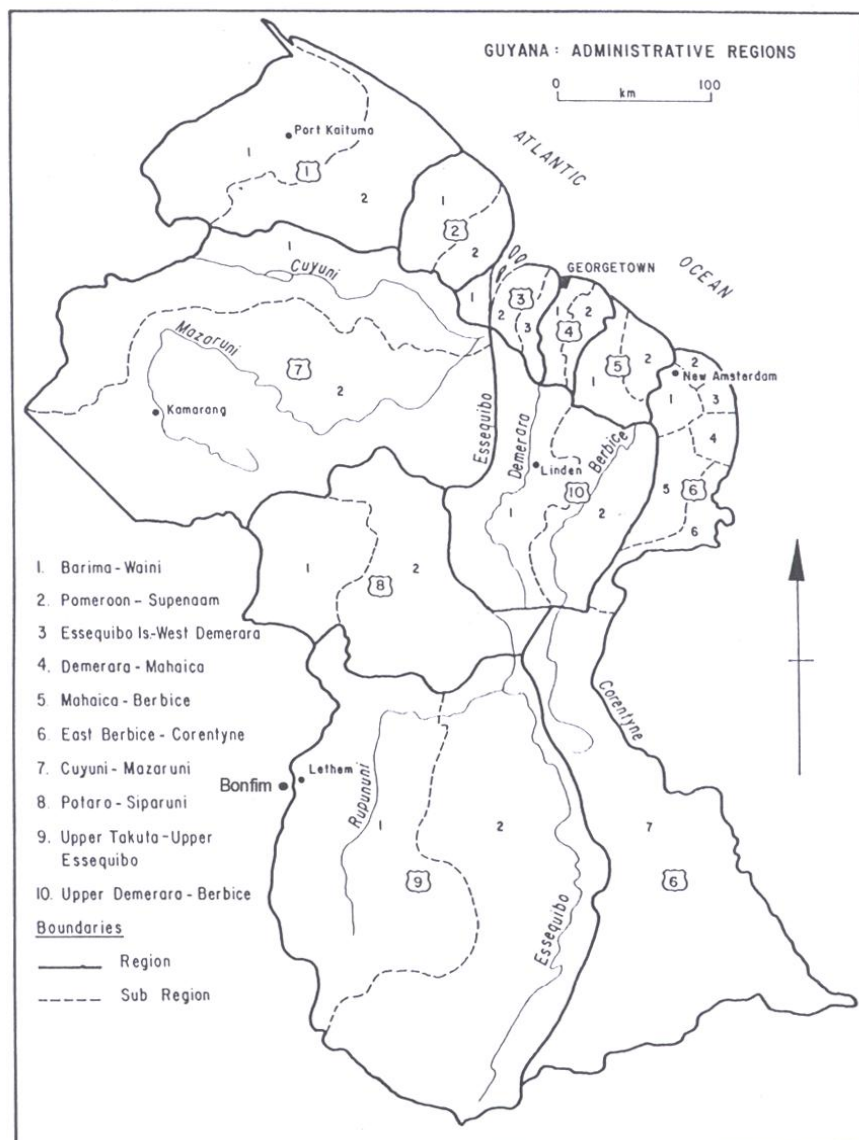 GUYANA: ADMINISTRATIVE REGIONS
0 100
km
ATLANTIC
OCEAN
Port Kaituma
1
1
2
1
2
2
1
Cuyuni
GEORGETOWN
1
3
2
3
1
2
4
5
2
1
2
New Amsterdam
1
3
4
5
6
6
Mazaruni
7
2
Kamarang
Essequibo
Demerara
Linden
Berbice
10
1
2
1
2
8
1. Barima - Waini
2. Pomeroon - Supenaam
3 Essequibo Is.-West Demerara
4. Demerara - Mahaica
5. Mahaica - Berbice
6. East Berbice - Corentyne
7. Cuyuni - Mazaruni
8. Potaro - Siparuni
9. Upper Takuta - Upper
Essequibo
10. Upper Demerara - Berbice
Boundaries
Region
Sub Region
Corentyne
Lethem
Bonfim
Rupununi
1
2
9
Essequibo
7
6